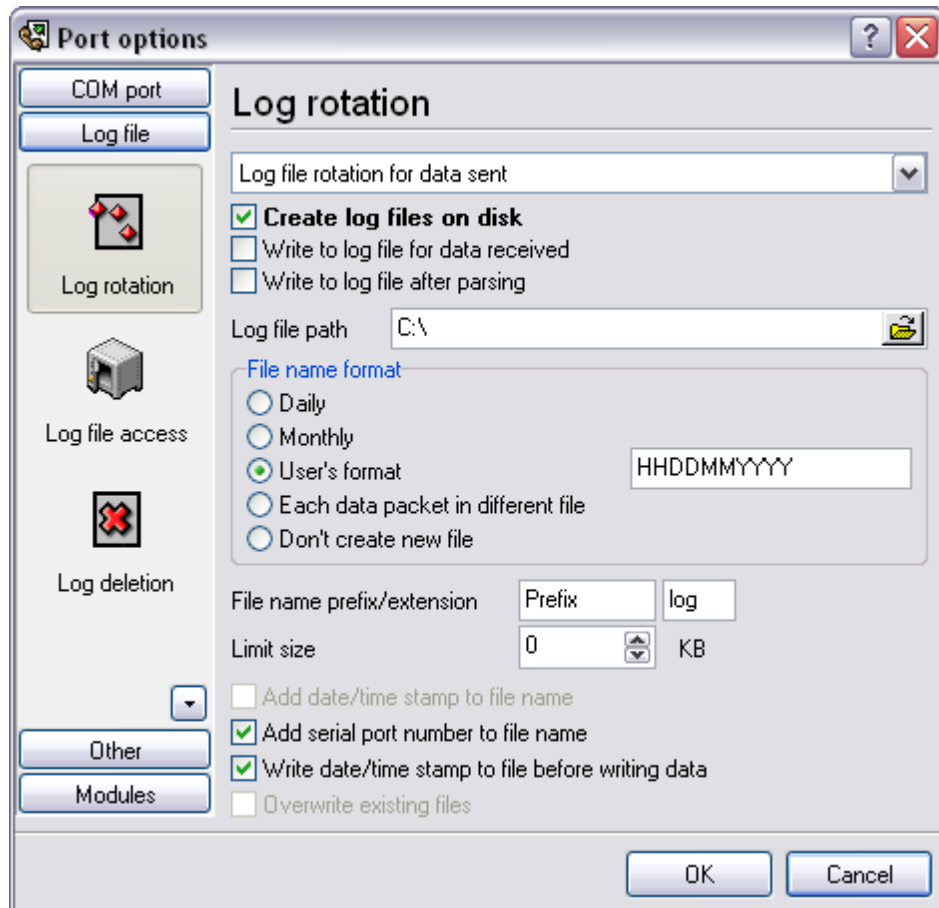 Port options
COM port
Log file
Log rotation
Log file access
Log deletion
Other
Modules
Log rotation
Log file rotation for data sent
Create log files on disk
Write to log file for data received
Write to log file after parsing
Log file path C:\
File name format
Daily
Monthly
User's format HHDDMMYYYY
Each data packet in different file
Don't create new file
File name prefix/extension Prefix log
Limit size 0 KB
Add date/time stamp to file name
Add serial port number to file name
Write date/time stamp to file before writing data
Overwrite existing files
OK Cancel